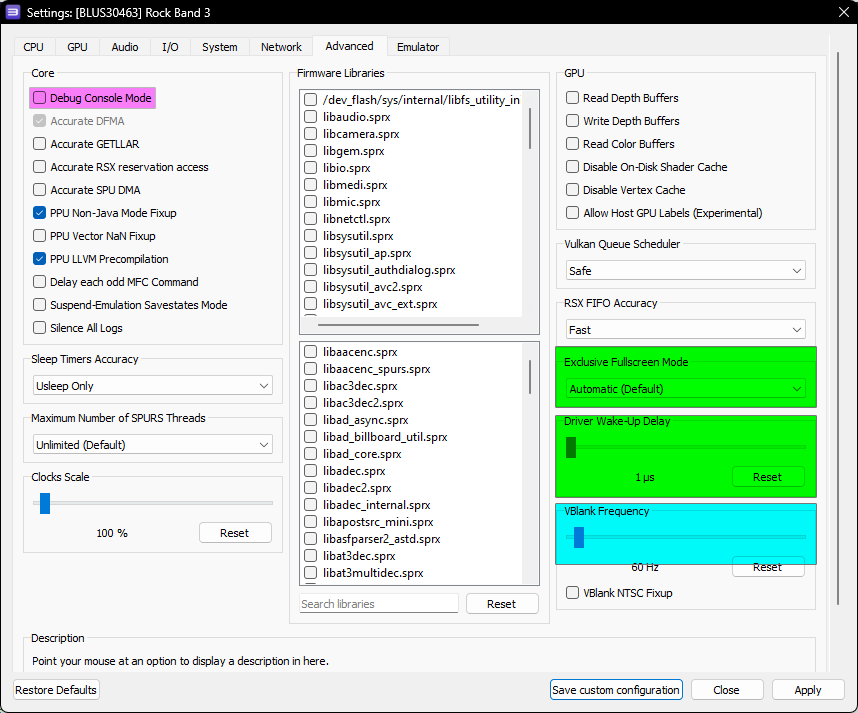 Settings: [BLUS30463] Rock Band 3
CPU GPU Audio I/O System Network Advanced Emulator
Core
Debug Console Mode
Accurate DFMA
Accurate GETLLAR
Accurate RSX reservation access
Accurate SPU DMA
PPU Non-Java Mode Fixup
PPU Vector NaN Fixup
PPU LLVM Precompilation
Delay each odd MFC Command
Suspend-Emulation Savestates Mode
Silence All Logs
Sleep Timers Accuracy
Usleep Only
Maximum Number of SPURS Threads
Unlimited (Default)
Clocks Scale
100 %
Reset
Firmware Libraries
/dev_flash/sys/internal/libfs_utility_in
libaudio.sprx
libcamera.sprx
libgem.sprx
libio.sprx
libmedi.sprx
libmic.sprx
libnetctl.sprx
libsysutil.sprx
libsysutil_ap.sprx
libsysutil_authdialog.sprx
libsysutil_avc2.sprx
libsysutil_avc_ext.sprx
libaacenc.sprx
libaacenc_spurs.sprx
libac3dec.sprx
libac3dec2.sprx
libad_async.sprx
libad_billboard_util.sprx
libad_core.sprx
libadec.sprx
libadec2.sprx
libadec_internal.sprx
libapostsrc_mini.sprx
libasfparser2_astd.sprx
libat3dec.sprx
libat3multidec.sprx
Search libraries
Reset
GPU
Read Depth Buffers
Write Depth Buffers
Read Color Buffers
Disable On-Disk Shader Cache
Disable Vertex Cache
Allow Host GPU Labels (Experimental)
Vulkan Queue Scheduler
Safe
RSX FIFO Accuracy
Fast
Exclusive Fullscreen Mode
Automatic (Default)
Driver Wake-Up Delay
1 µs
Reset
VBlank Frequency
60 Hz
Reset
VBlank NTSC Fixup
Description
Point your mouse at an option to display a description in here.
Restore Defaults
Save custom configuration
Close
Apply